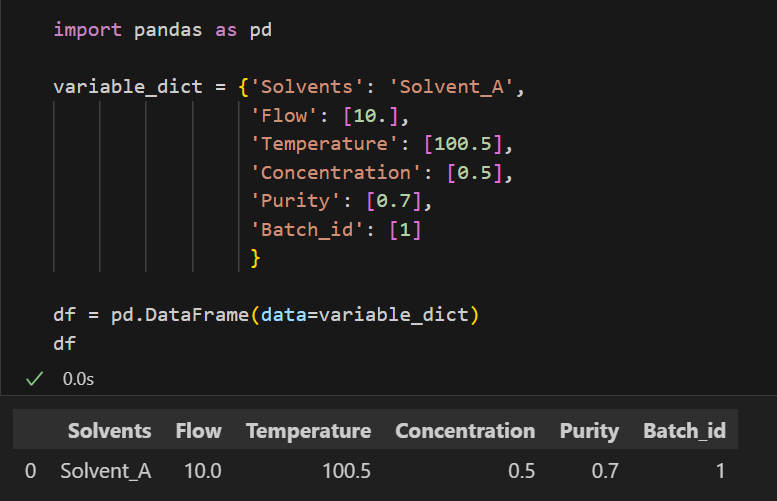 import pandas as pd
variable_dict = {'Solvents': 'Solvent_A',
'Flow': [10.],
'Temperature': [100.5],
'Concentration': [0.5],
'Purity': [0.7],
'Batch_id': [1]
}
df = pd.DataFrame(data=variable_dict)
df
0.0s
Solvents Flow Temperature Concentration Purity Batch_id
0 Solvent_A 10.0 100.5 0.5 0.7 1